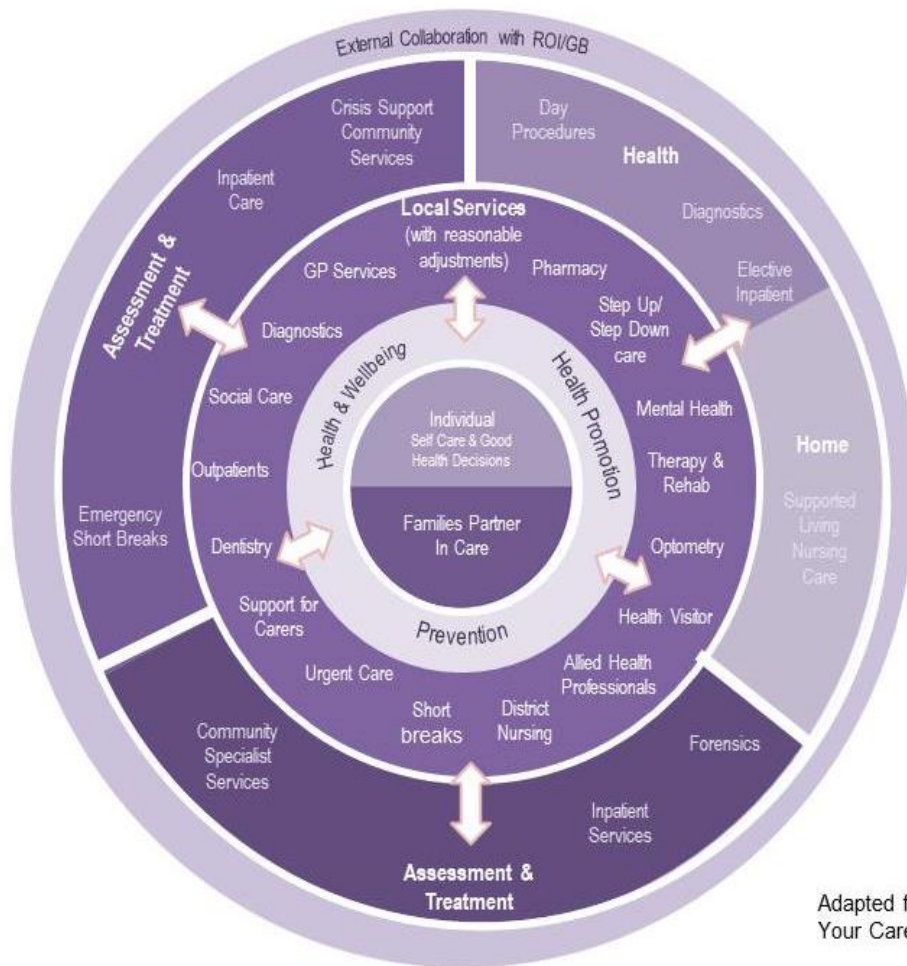 External Collaboration with ROI/GB
Crisis Support
Community
Services
Inpatient
Care
Assessment &
Treatment
Emergency
Short Breaks
Day
Procedures
Health
Diagnostics
Elective
Inpatient
Home
Supported
Living
Nursing
Care
Local Services
(with reasonable
adjustments)
GP Services
Pharmacy
Diagnostics
Step Up/
Step Down
care
Social Care
Mental Health
Outpatients
Therapy &
Rehab
Dentistry
Optometry
Support for
Carers
Health Visitor
Urgent Care
Allied Health
Professionals
Short
breaks
District
Nursing
Health & Wellbeing
Health Promotion
Prevention
Individual
Self Care & Good
Health Decisions
Families Partner
In Care
Community
Specialist
Services
Forensics
Inpatient
Services
Assessment &
Treatment
Adapted
Your Care